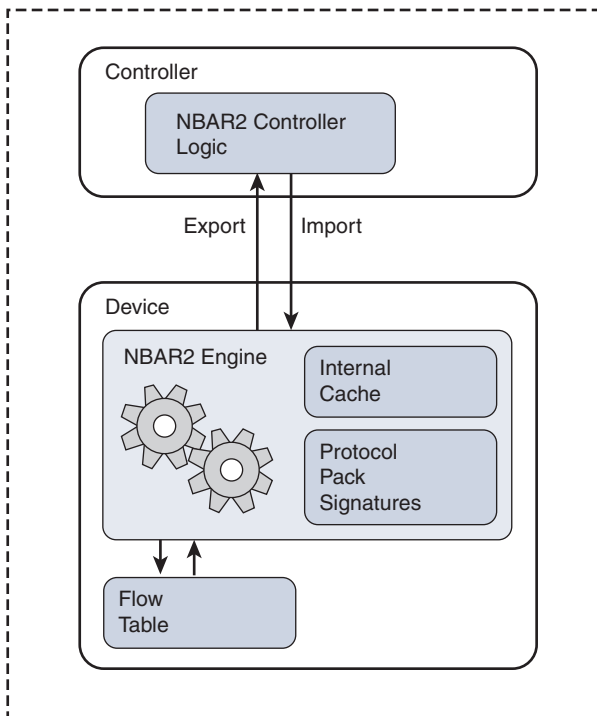 Controller
NBAR2 Controller
Logic
Export
Import
Device
NBAR2 Engine
Internal
Cache
Protocol
Pack
Signatures
Flow
Table